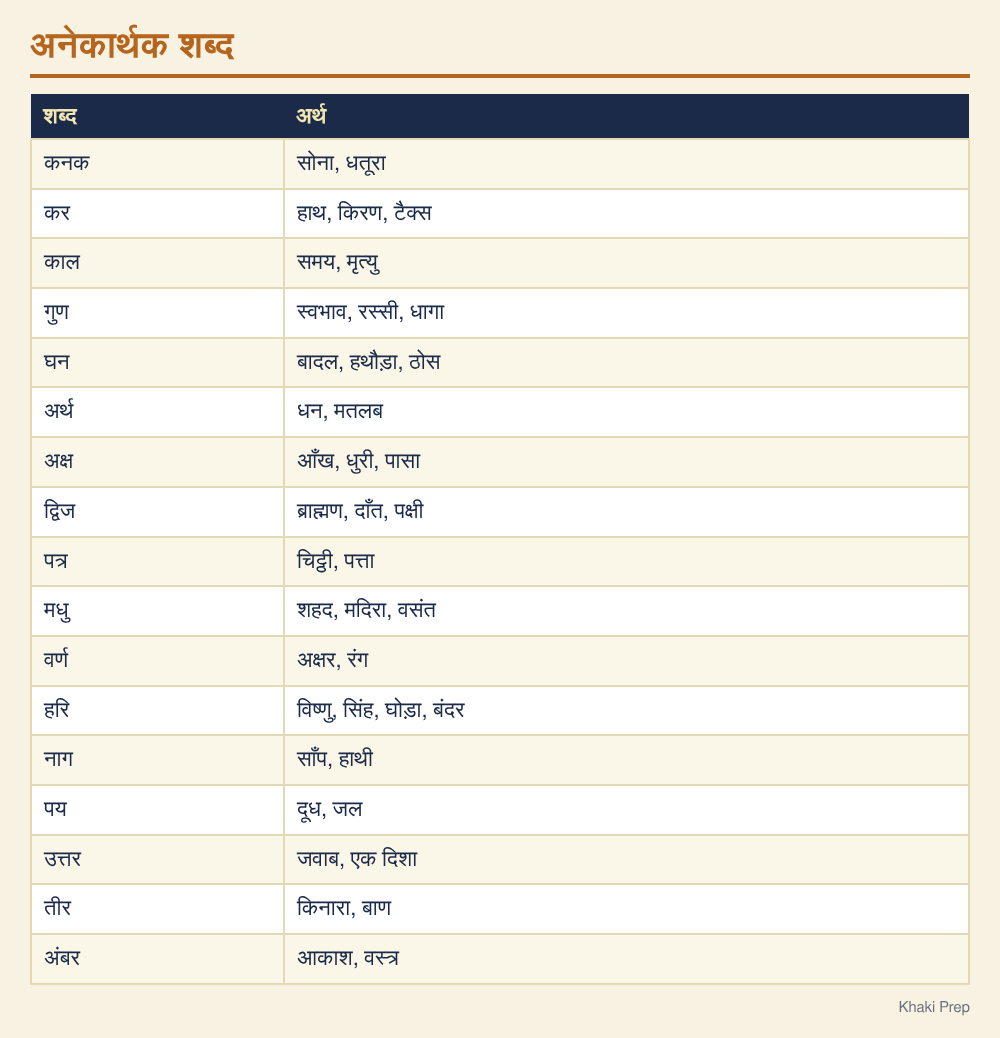 अनेकार्थक शब्द
शब्द अर्थ
कनक सोना, धतूरा
कर हाथ, किरण, टैक्स
काल समय, मृत्यु
गुण स्वभाव, रस्सी, धागा
घन बादल, हथौड़ा, ठोस
अर्थ धन, मतलब
अक्ष आँख, धुरी, पासा
द्विज ब्राह्मण, दाँत, पक्षी
पत्र चिट्ठी, पत्ता
मधु शहद, मदिरा, वसंत
वर्ण अक्षर, रंग
हरि विष्णु, सिंह, घोड़ा, बंदर
नाग साँप, हाथी
पय दूध, जल
उत्तर जवाब, एक दिशा
तीर किनारा, बाण
अंबर आकाश, वस्त्र
Khaki Prep